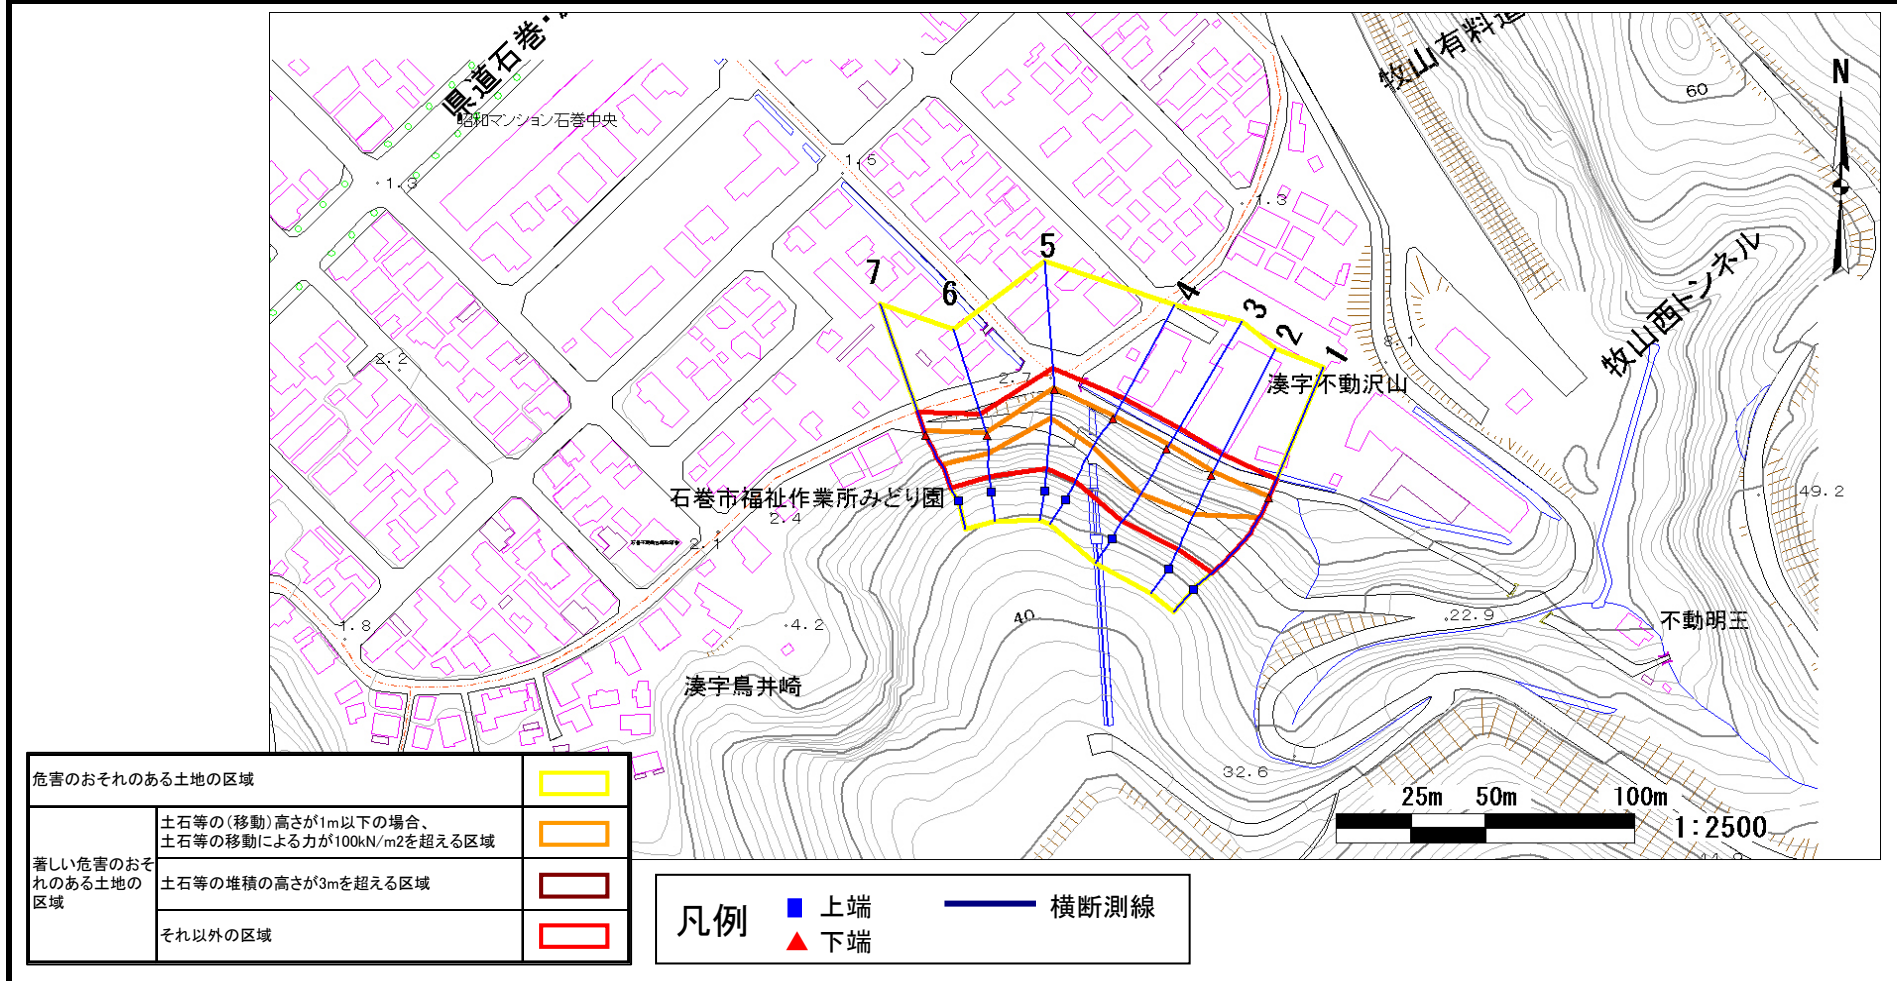 県道石巻・
牧山有料道
N
60
昭和マンション石巻中央
1.5
1.3
1.3
5
7
6
4
3
2
1
牧山西トンネル
8.1
2.2
2.7
湊字不動沢山
石巻市福祉作業所みどり園
2.4
2.1
49.2
1.8
4.2
40
22.9
不動明王
湊字鳥井崎
32.6
25m 50m 100m
1:2500
危害のおそれのある土地の区域
著しい危害のおそ
れのある土地の
区域
土石等の(移動)高さが1m以下の場合、
土石等の移動による力が100kN/m2を超える区域
土石等の堆積の高さが3mを超える区域
それ以外の区域
凡例
上端
下端
横断測線